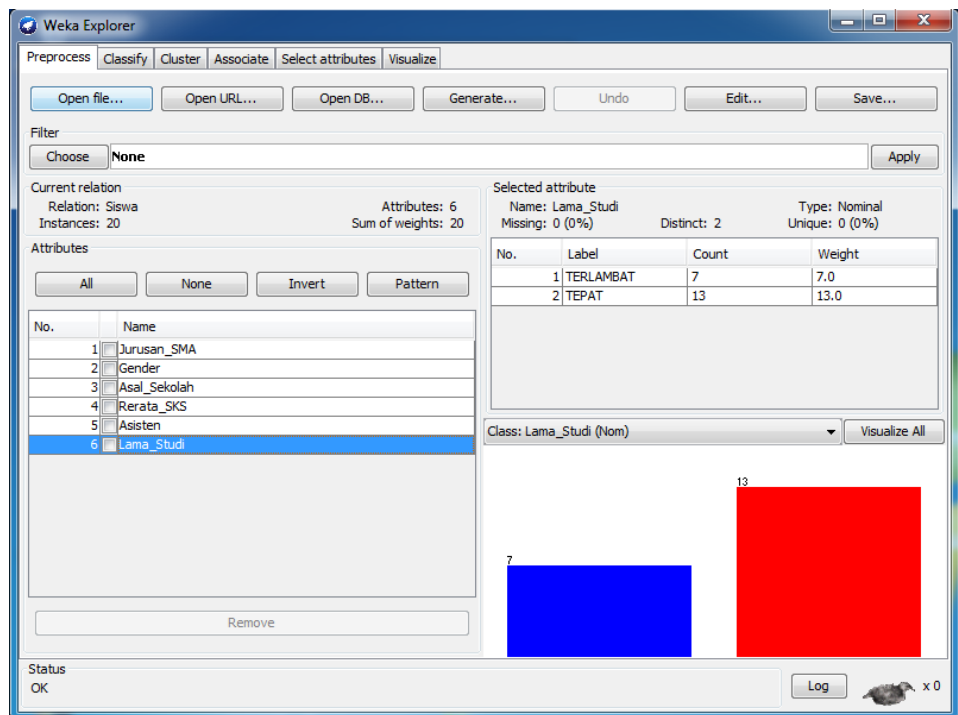 Weka Explorer
Preprocess Classify Cluster Associate Select attributes Visualize
Open file... Open URL... Open DB... Generate... Undo Edit... Save...
Filter
Choose None Apply
Current relation
Relation: Siswa Attributes: 6
Instances: 20 Sum of weights: 20
Attributes
All None Invert Pattern
No. Name
1 Jurusan_SMA
2 Gender
3 Asal_Sekolah
4 Rerata_SKS
5 Asisten
6 Lama_Studi
Remove
Selected attribute
Name: Lama_Studi Type: Nominal
Missing: 0 (0%) Distinct: 2 Unique: 0 (0%)
No. Label Count Weight
1 TERLAMBAT 7 7.0
2 TEPAT 13 13.0
Class: Lama_Studi (Nom) Visualize All
13
7
Status
OK
Log x 0